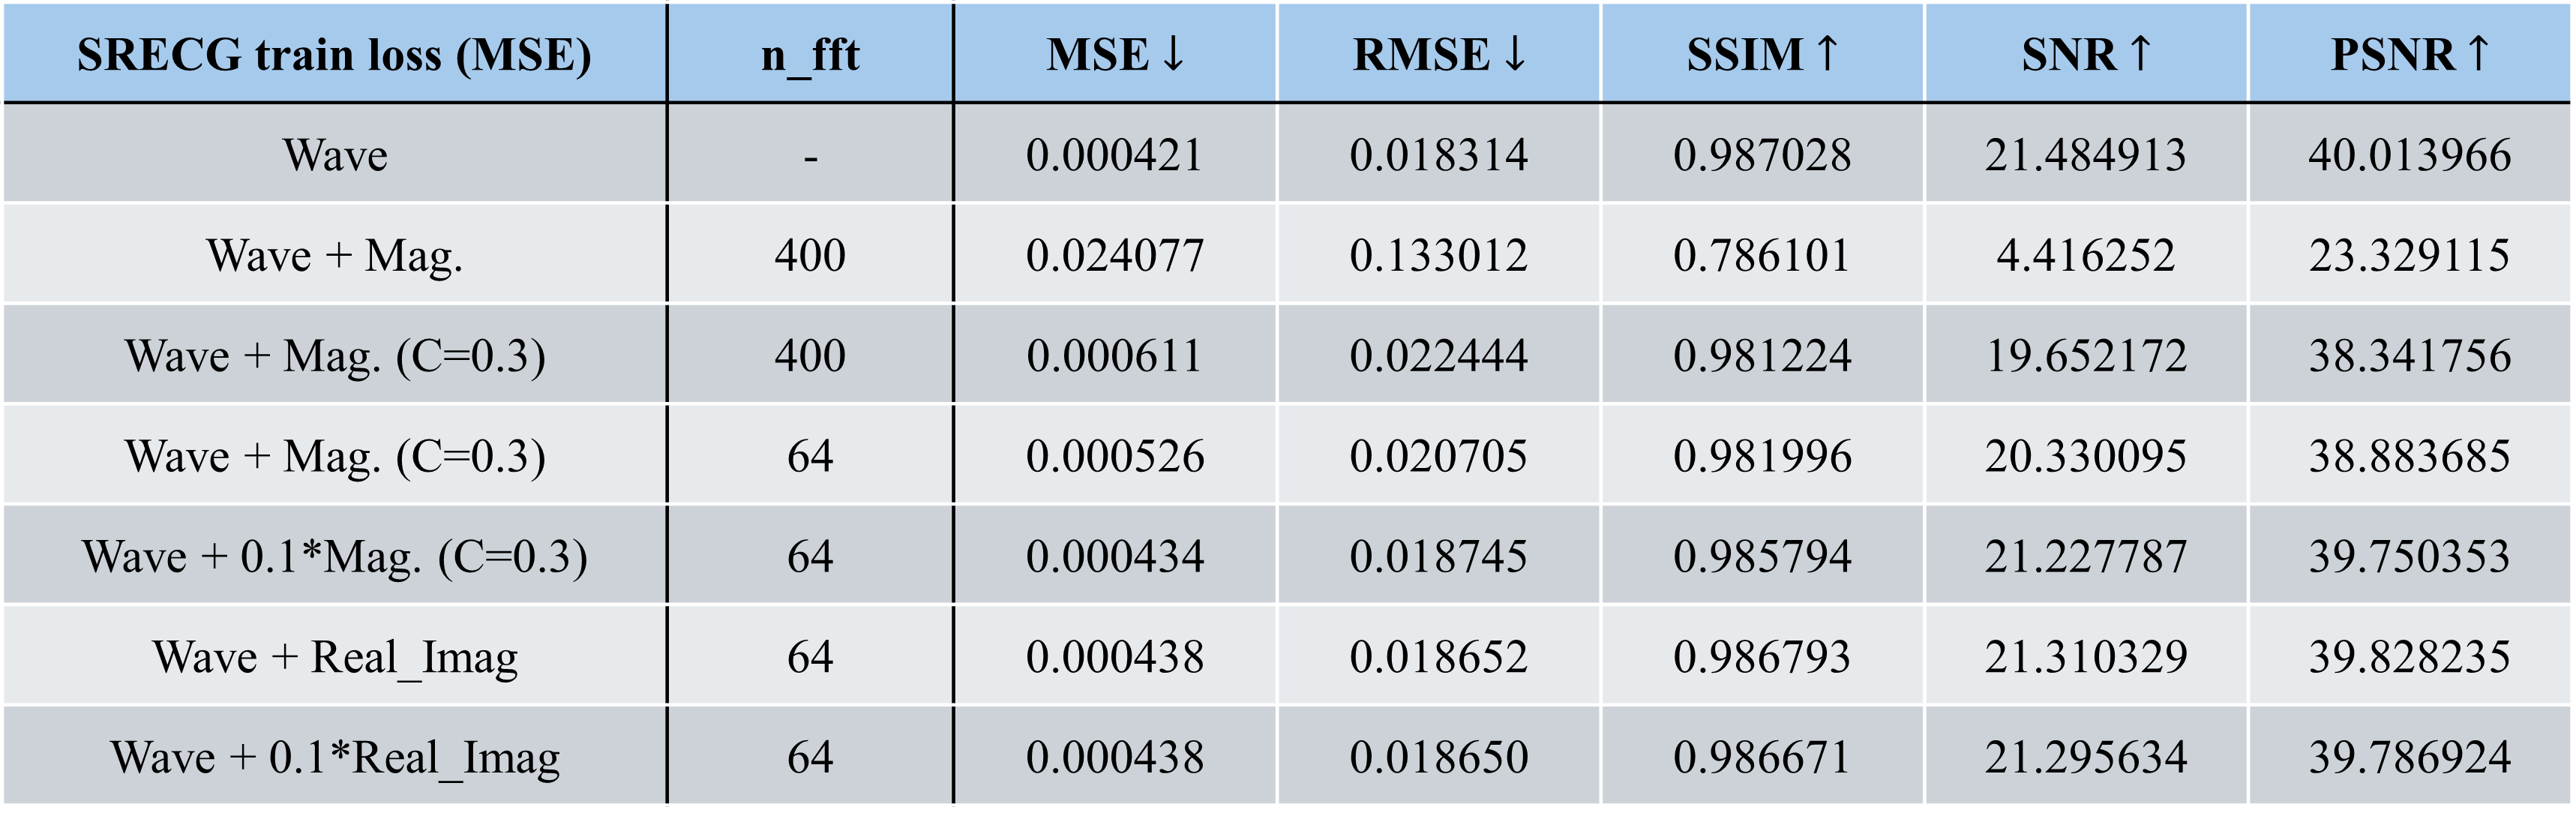 SRECG train loss (MSE) n_fft MSE↓ RMSE↓ SSIM↑ SNR↑ PSNR↑
Wave - 0.000421 0.018314 0.987028 21.484913 40.013966
Wave + Mag. 400 0.024077 0.133012 0.786101 4.416252 23.329115
Wave + Mag. (C=0.3) 400 0.000611 0.022444 0.981224 19.652172 38.341756
Wave + Mag. (C=0.3) 64 0.000526 0.020705 0.981996 20.330095 38.883685
Wave + 0.1*Mag. (C=0.3) 64 0.000434 0.018745 0.985794 21.227787 39.750353
Wave + Real_Imag 64 0.000438 0.018652 0.986793 21.310329 39.828235
Wave + 0.1*Real_Imag 64 0.000438 0.018650 0.986671 21.295634 39.786924